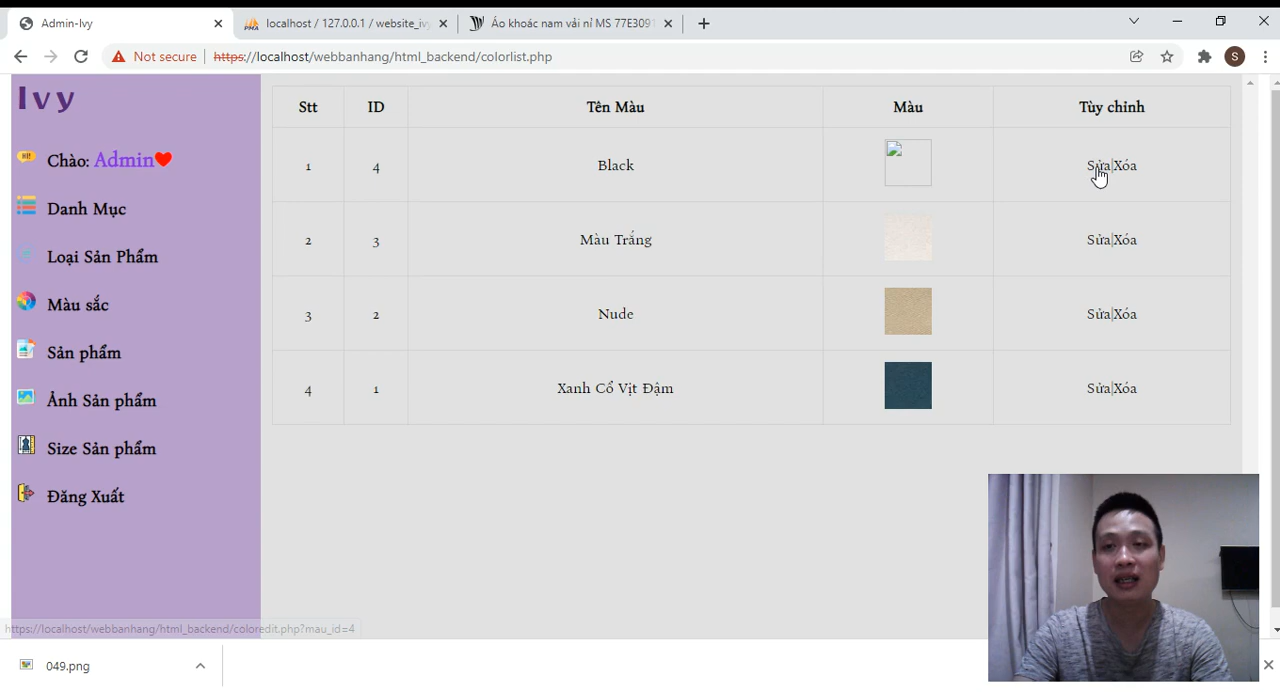 Admin-Ivy
localhost / 127.0.0.1 / website_ivy
Áo khoác nam vải nỉ MS 77E3091
Not secure https://localhost/webbanhang/html_backend/colorlist.php
S
Ivy
Chào: Admin
Danh Mục
Loại Sản Phẩm
Màu sắc
Sản phẩm
Ảnh Sản phẩm
Size Sản phẩm
Đăng Xuất
Stt ID Tên Màu Màu Tùy chỉnh
1 4 Black Sửa|Xóa
2 3 Màu Trắng Sửa|Xóa
3 2 Nude Sửa|Xóa
4 1 Xanh Cổ Vịt Đậm Sửa|Xóa
https://localhost/webbanhang/html_backend/coloredit.php?mau_id=4
049.png